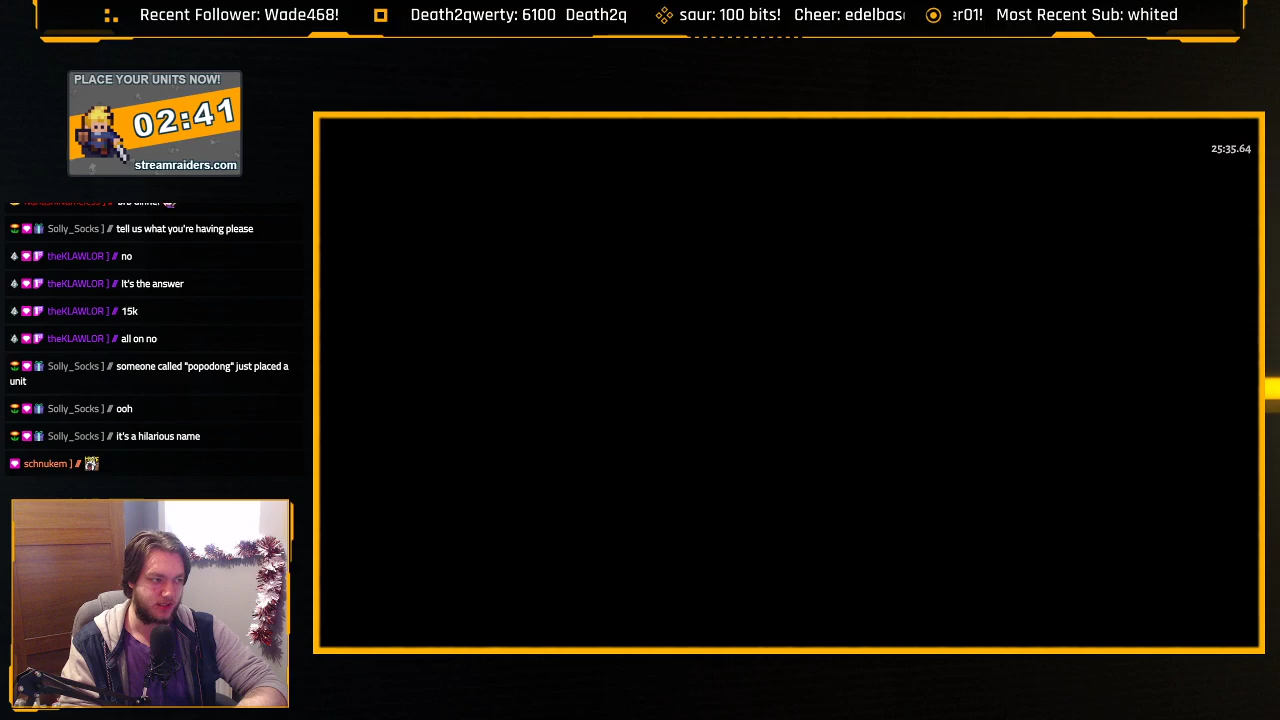 Recent Follower: Wade468!
Death2qwerty: 6100 Death2q
saur: 100 bits! Cheer: edelbas
er01! Most Recent Sub: whited
PLACE YOUR UNITS NOW!
02:41
streamraiders.com
25:35.64
Solly_Socks ] // tell us what you're having please
theKLAWLOR ] // no
theKLAWLOR ] // It's the answer
theKLAWLOR ] // 15k
theKLAWLOR ] // all on no
Solly_Socks ] // someone called "popodong" just placed a
unit
Solly_Socks ] // ooh
Solly_Socks ] // it's a hilarious name
schnukem ] //